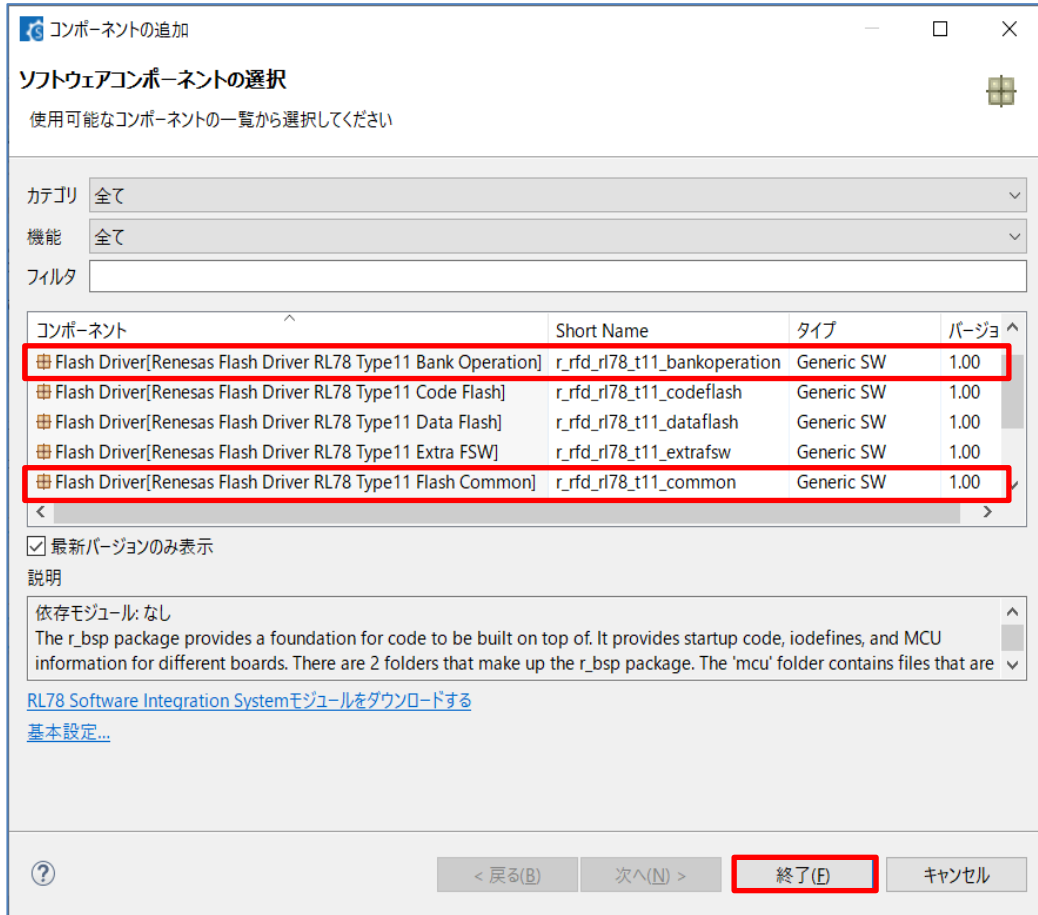 コンポーネントの追加
ソフトウェアコンポーネントの選択
使用可能なコンポーネントの一覧から選択してください
カテゴリ 全て
機能 全て
フィルタ
コンポーネント Short Name タイプ バージョ
Flash Driver[Renesas Flash Driver RL78 Type11 Bank Operation] r_rfd_rl78_t11_bankoperation Generic SW 1.00
Flash Driver[Renesas Flash Driver RL78 Type11 Code Flash] r_rfd_rl78_t11_codeflash Generic SW 1.00
Flash Driver[Renesas Flash Driver RL78 Type11 Data Flash] r_rfd_rl78_t11_dataflash Generic SW 1.00
Flash Driver[Renesas Flash Driver RL78 Type11 Extra FSW] r_rfd_rl78_t11_extrafsw Generic SW 1.00
Flash Driver[Renesas Flash Driver RL78 Type11 Flash Common] r_rfd_rl78_t11_common Generic SW 1.00
最新バージョンのみ表示
説明
依存モジュール: なし
The r_bsp package provides a foundation for code to be built on top of. It provides startup code, iodefines, and MCU
information for different boards. There are 2 folders that make up the r_bsp package. The 'mcu' folder contains files that are
RL78 Software Integration Systemモジュールをダウンロードする
基本設定...
< 戻る(B) 次へ(N) > 終了(F) キャンセル